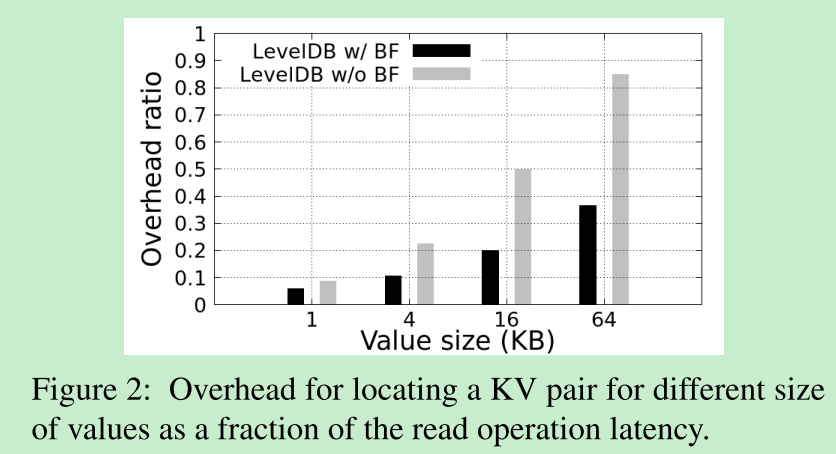 1
0.9
0.8
0.7
0.6
0.5
0.4
0.3
0.2
0.1
0
Overhead ratio
LevelDB w/ BF
LevelDB w/o BF
1 4 16 64
Value size (KB)
Figure 2: Overhead for locating a KV pair for different size
of values as a fraction of the read operation latency.